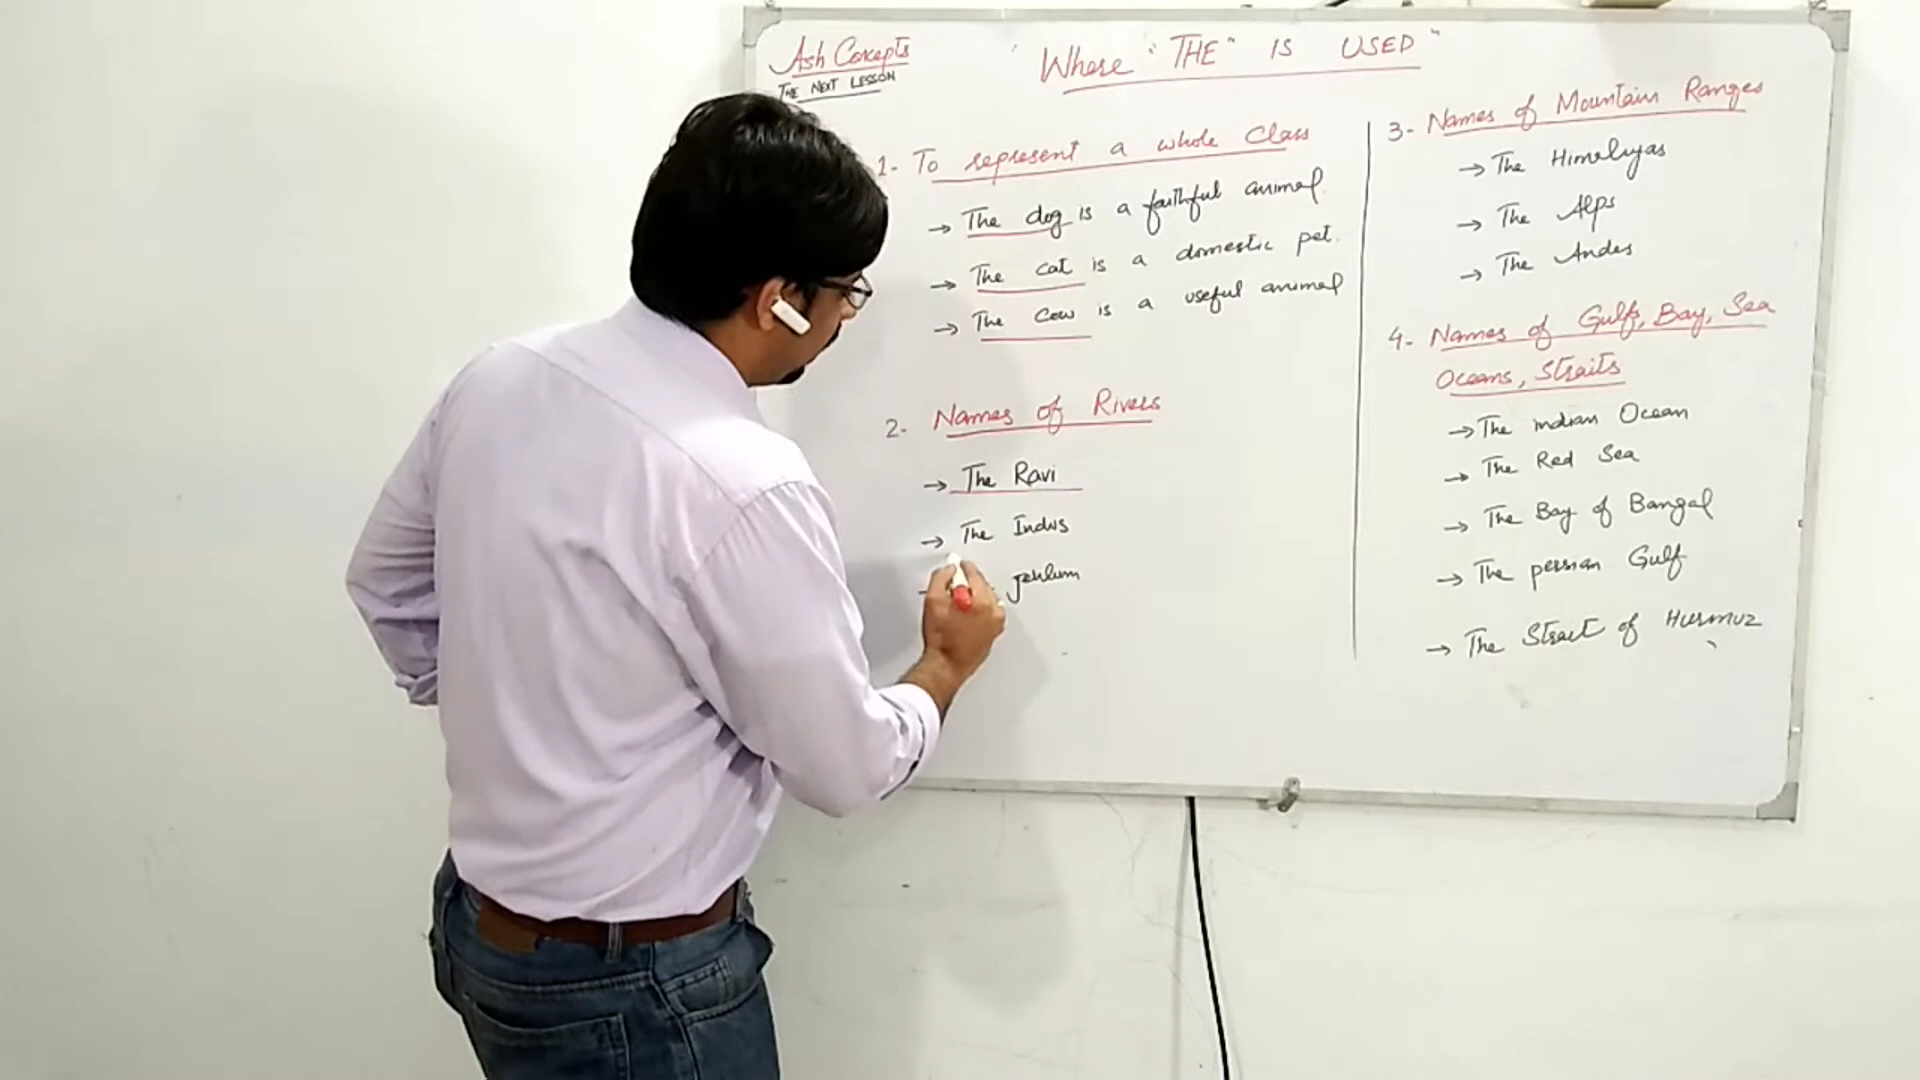 Ash Concepts
THE NEXT LESSON
"Where "THE" IS USED"
1- To represent a whole Class
→ The dog is a faithful animal
→ The cat is a domestic pet.
→ The cow is a useful animal
2- Names of Rivers
→ The Ravi
→ The Indus
jehlum
3- Names of Mountain Ranges
→ The Himalayas
→ The Alps
→ The Andes
4- Names of Gulfs, Bay, Sea
Oceans, Straits
→ The indian Ocean
→ The Red Sea
→ The Bay of Bangal
→ The persian Gulf
→ The Strait of Hurmuz